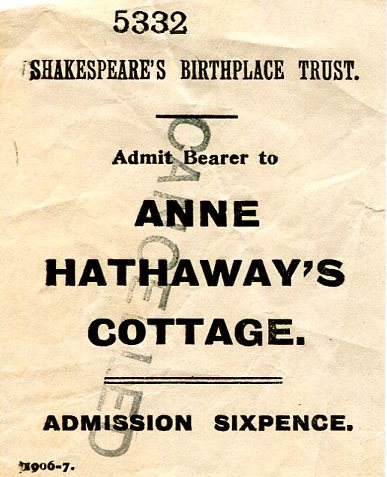 5332
SHAKESPEARE'S BIRTHPLACE TRUST.
Admit Bearer to
ANNE
HATHAWAY'S
COTTAGE.
ADMISSION SIXPENCE.
1906-7.
CANCELLED